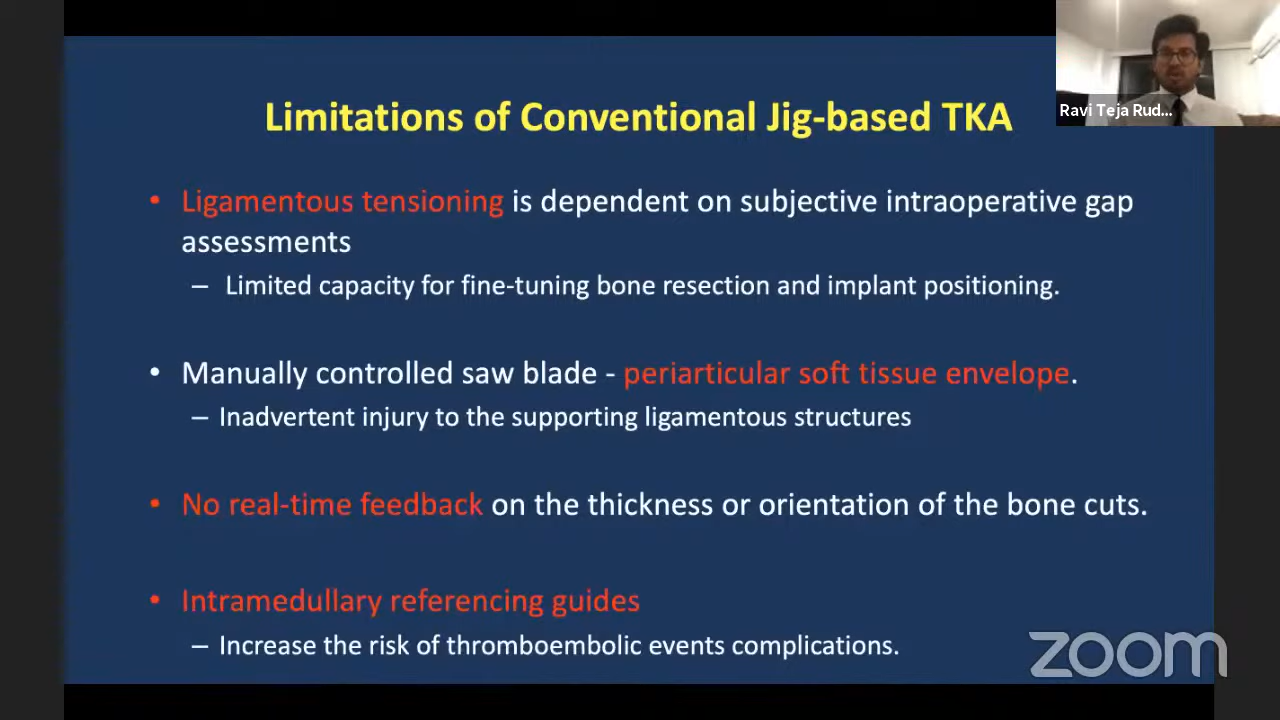 Limitations of Conventional Jig-based TKA
Ravi Teja Rud...
• Ligamentous tensioning is dependent on subjective intraoperative gap
assessments
– Limited capacity for fine-tuning bone resection and implant positioning.
• Manually controlled saw blade - periarticular soft tissue envelope.
– Inadvertent injury to the supporting ligamentous structures
• No real-time feedback on the thickness or orientation of the bone cuts.
• Intramedullary referencing guides
– Increase the risk of thromboembolic events complications.
zoom